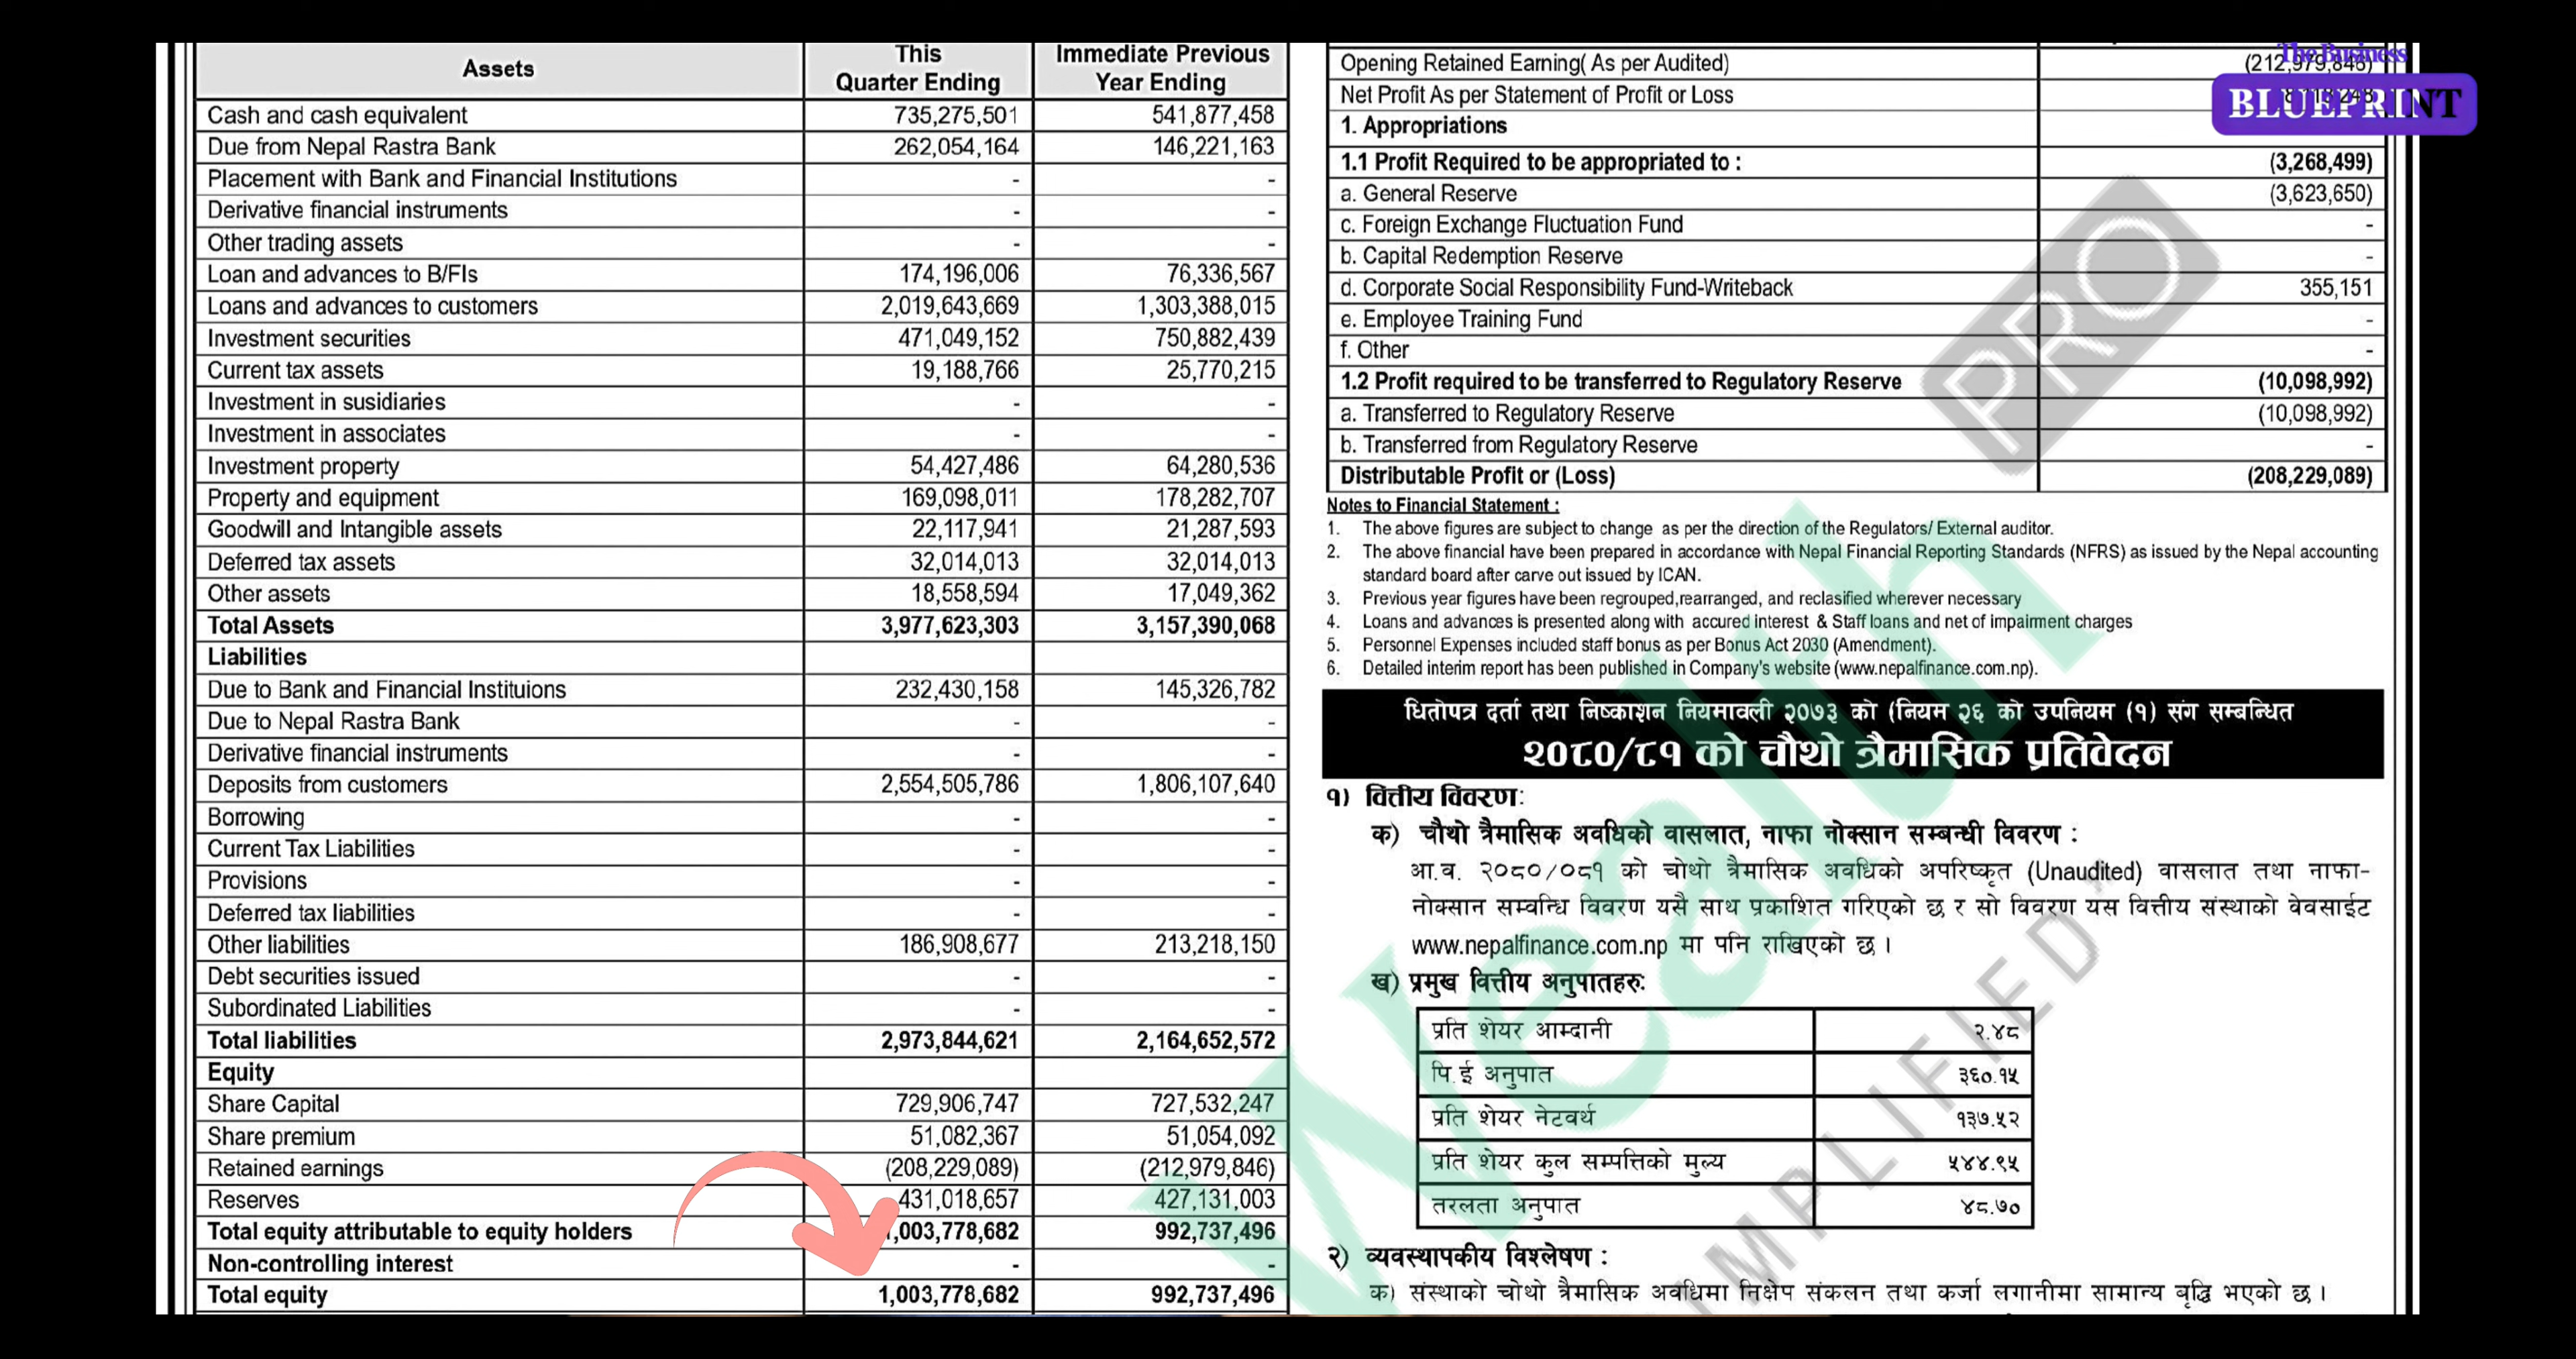 Assets This Quarter Ending Immediate Previous Year Ending
Cash and cash equivalent 735,275,501 541,877,458
Due from Nepal Rastra Bank 262,054,164 146,221,163
Placement with Bank and Financial Institutions - -
Derivative financial instruments - -
Other trading assets - -
Loan and advances to B/FIs 174,196,006 76,336,567
Loans and advances to customers 2,019,643,669 1,303,388,015
Investment securities 471,049,152 750,882,439
Current tax assets 19,188,766 25,770,215
Investment in susidiaries - -
Investment in associates - -
Investment property 54,427,486 64,280,536
Property and equipment 169,098,011 178,282,707
Goodwill and Intangible assets 22,117,941 21,287,593
Deferred tax assets 32,014,013 32,014,013
Other assets 18,558,594 17,049,362
Total Assets 3,977,623,303 3,157,390,068
Liabilities
Due to Bank and Financial Instituions 232,430,158 145,326,782
Due to Nepal Rastra Bank - -
Derivative financial instruments - -
Deposits from customers 2,554,505,786 1,806,107,640
Borrowing - -
Current Tax Liabilities - -
Provisions - -
Deferred tax liabilities - -
Other liabilities 186,908,677 213,218,150
Debt securities issued - -
Subordinated Liabilities - -
Total liabilities 2,973,844,621 2,164,652,572
Equity
Share Capital 729,906,747 727,532,247
Share premium 51,082,367 51,054,092
Retained earnings (208,229,089) (212,979,846)
Reserves 431,018,657 427,131,003
Total equity attributable to equity holders ,003,778,682 992,737,496
Non-controlling interest - -
Total equity 1,003,778,682 992,737,496
The Business
BLUEPRINT
Opening Retained Earning( As per Audited) (212,979,846)
Net Profit As per Statement of Profit or Loss
1. Appropriations
1.1 Profit Required to be appropriated to : (3,268,499)
a. General Reserve (3,623,650)
c. Foreign Exchange Fluctuation Fund -
b. Capital Redemption Reserve -
d. Corporate Social Responsibility Fund-Writeback 355,151
e. Employee Training Fund -
f. Other -
1.2 Profit required to be transferred to Regulatory Reserve (10,098,992)
a. Transferred to Regulatory Reserve (10,098,992)
b. Transferred from Regulatory Reserve -
Distributable Profit or (Loss) (208,229,089)
Notes to Financial Statement :
1. The above figures are subject to change as per the direction of the Regulators/ External auditor.
2. The above financial have been prepared in accordance with Nepal Financial Reporting Standards (NFRS) as issued by the Nepal accounting
standard board after carve out issued by ICAN.
3. Previous year figures have been regrouped,rearranged, and reclasified wherever necessary
4. Loans and advances is presented along with accured interest & Staff loans and net of impairment charges
5. Personnel Expenses included staff bonus as per Bonus Act 2030 (Amendment).
6. Detailed interim report has been published in Company's website (www.nepalfinance.com.np).
धितोपत्र दर्ता तथा निष्काशन नियमावली २०७३ को (नियम २६ को उपनियम (१) संग सम्बन्धित
२०८०/८१ को चौथो त्रैमासिक प्रतिवेदन
१) वित्तीय विवरण:
क) चौथो त्रैमासिक अवधिको वासलात, नाफा नोक्सान सम्बन्धी विवरण :
आ.व. २०८०/०८१ को चोथो त्रैमासिक अवधिको अपरिष्कृत (Unaudited) वासलात तथा नाफा-
नोक्सान सम्वन्धि विवरण यसै साथ प्रकाशित गरिएको छ र सो विवरण यस वित्तीय संस्थाको वेवसाईट
www.nepalfinance.com.np मा पनि राखिएको छ ।
ख) प्रमुख वित्तीय अनुपातहरु:
प्रति शेयर आम्दानी २.४८
पि.ई अनुपात ३६०.१५
प्रति शेयर नेटवर्थ १३७.५२
प्रति शेयर कुल सम्पत्तिको मुल्य ५४४.९५
तरलता अनुपात ४८.७०
२) व्यवस्थापकीय विश्लेषण :
क) संस्थाको चोथो त्रैमासिक अवधिमा निक्षेप संकलन तथा कर्जा लगानीमा सामान्य बृद्धि भएको छ ।
Wealth
PRO
IMPLIFIED